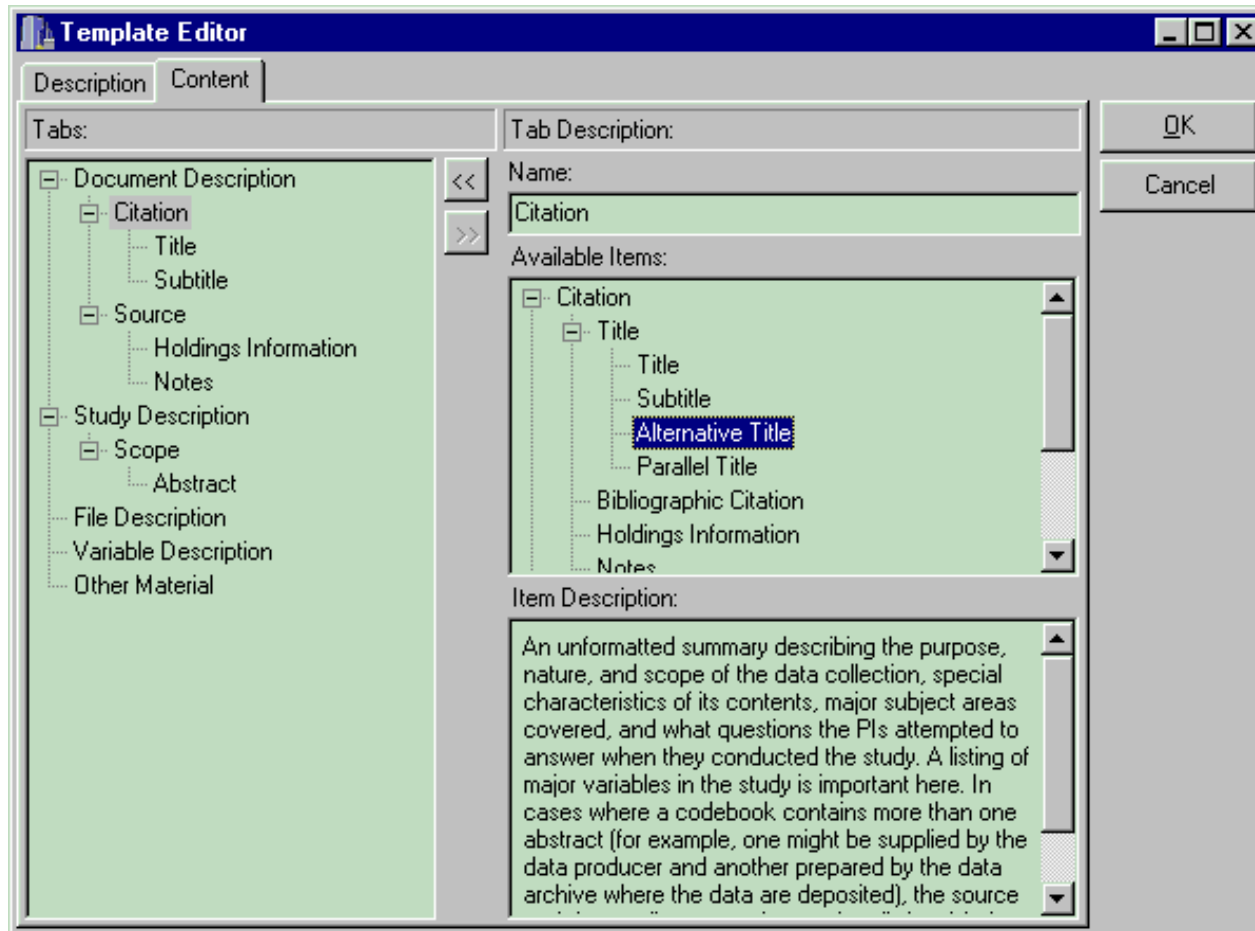 Template Editor
Description
Content
Tabs:
Document Description
Citation
Title
Subtitle
Source
Holdings Information
Notes
Study Description
Scope
Abstract
File Description
Variable Description
Other Material
<<
>>
Tab Description:
Name:
Citation
Available Items:
Citation
Title
Title
Subtitle
Alternative Title
Parallel Title
Bibliographic Citation
Holdings Information
Notes
Item Description:
An unformatted summary describing the purpose,
nature, and scope of the data collection, special
characteristics of its contents, major subject areas
covered, and what questions the PIs attempted to
answer when they conducted the study. A listing of
major variables in the study is important here. In
cases where a codebook contains more than one
abstract (for example, one might be supplied by the
data producer and another prepared by the data
archive where the data are deposited), the source
OK
Cancel